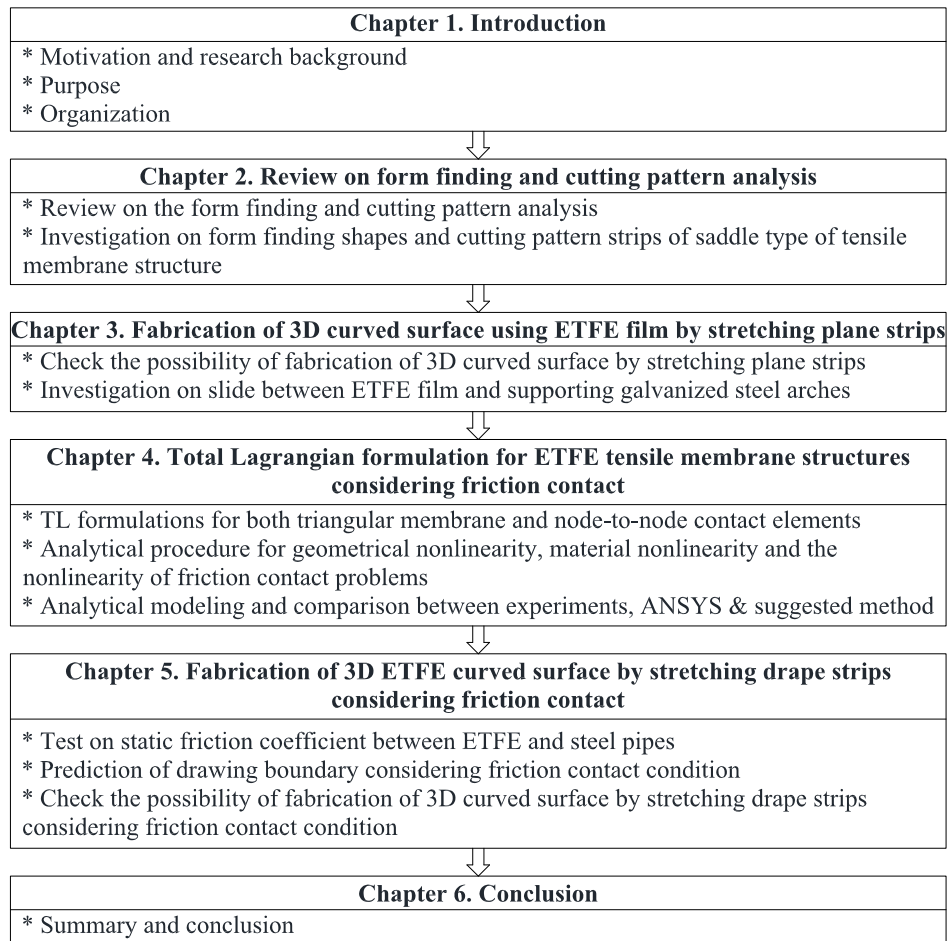 Chapter 1. Introduction
* Motivation and research background
* Purpose
* Organization
Chapter 2. Review on form finding and cutting pattern analysis
* Review on the form finding and cutting pattern analysis
* Investigation on form finding shapes and cutting pattern strips of saddle type of tensile
membrane structure
Chapter 3. Fabrication of 3D curved surface using ETFE film by stretching plane strips
* Check the possibility of fabrication of 3D curved surface by stretching plane strips
* Investigation on slide between ETFE film and supporting galvanized steel arches
Chapter 4. Total Lagrangian formulation for ETFE tensile membrane structures
considering friction contact
* TL formulations for both triangular membrane and node-to-node contact elements
* Analytical procedure for geometrical nonlinearity, material nonlinearity and the
nonlinearity of friction contact problems
* Analytical modeling and comparison between experiments, ANSYS & suggested method
Chapter 5. Fabrication of 3D ETFE curved surface by stretching drape strips
considering friction contact
* Test on static friction coefficient between ETFE and steel pipes
* Prediction of drawing boundary considering friction contact condition
* Check the possibility of fabrication of 3D curved surface by stretching drape strips
considering friction contact condition
Chapter 6. Conclusion
* Summary and conclusion